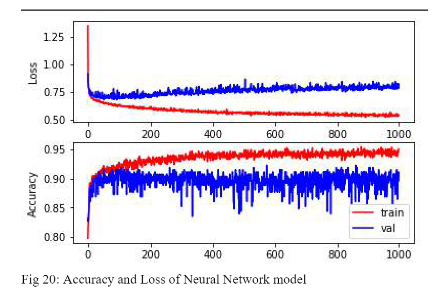 1.25
1.00
0.75
0.50
Loss
0 200 400 600 800 1000
0.95
0.90
0.85
0.80
Accuracy
train
val
0 200 400 600 800 1000
Fig 20: Accuracy and Loss of Neural Network model